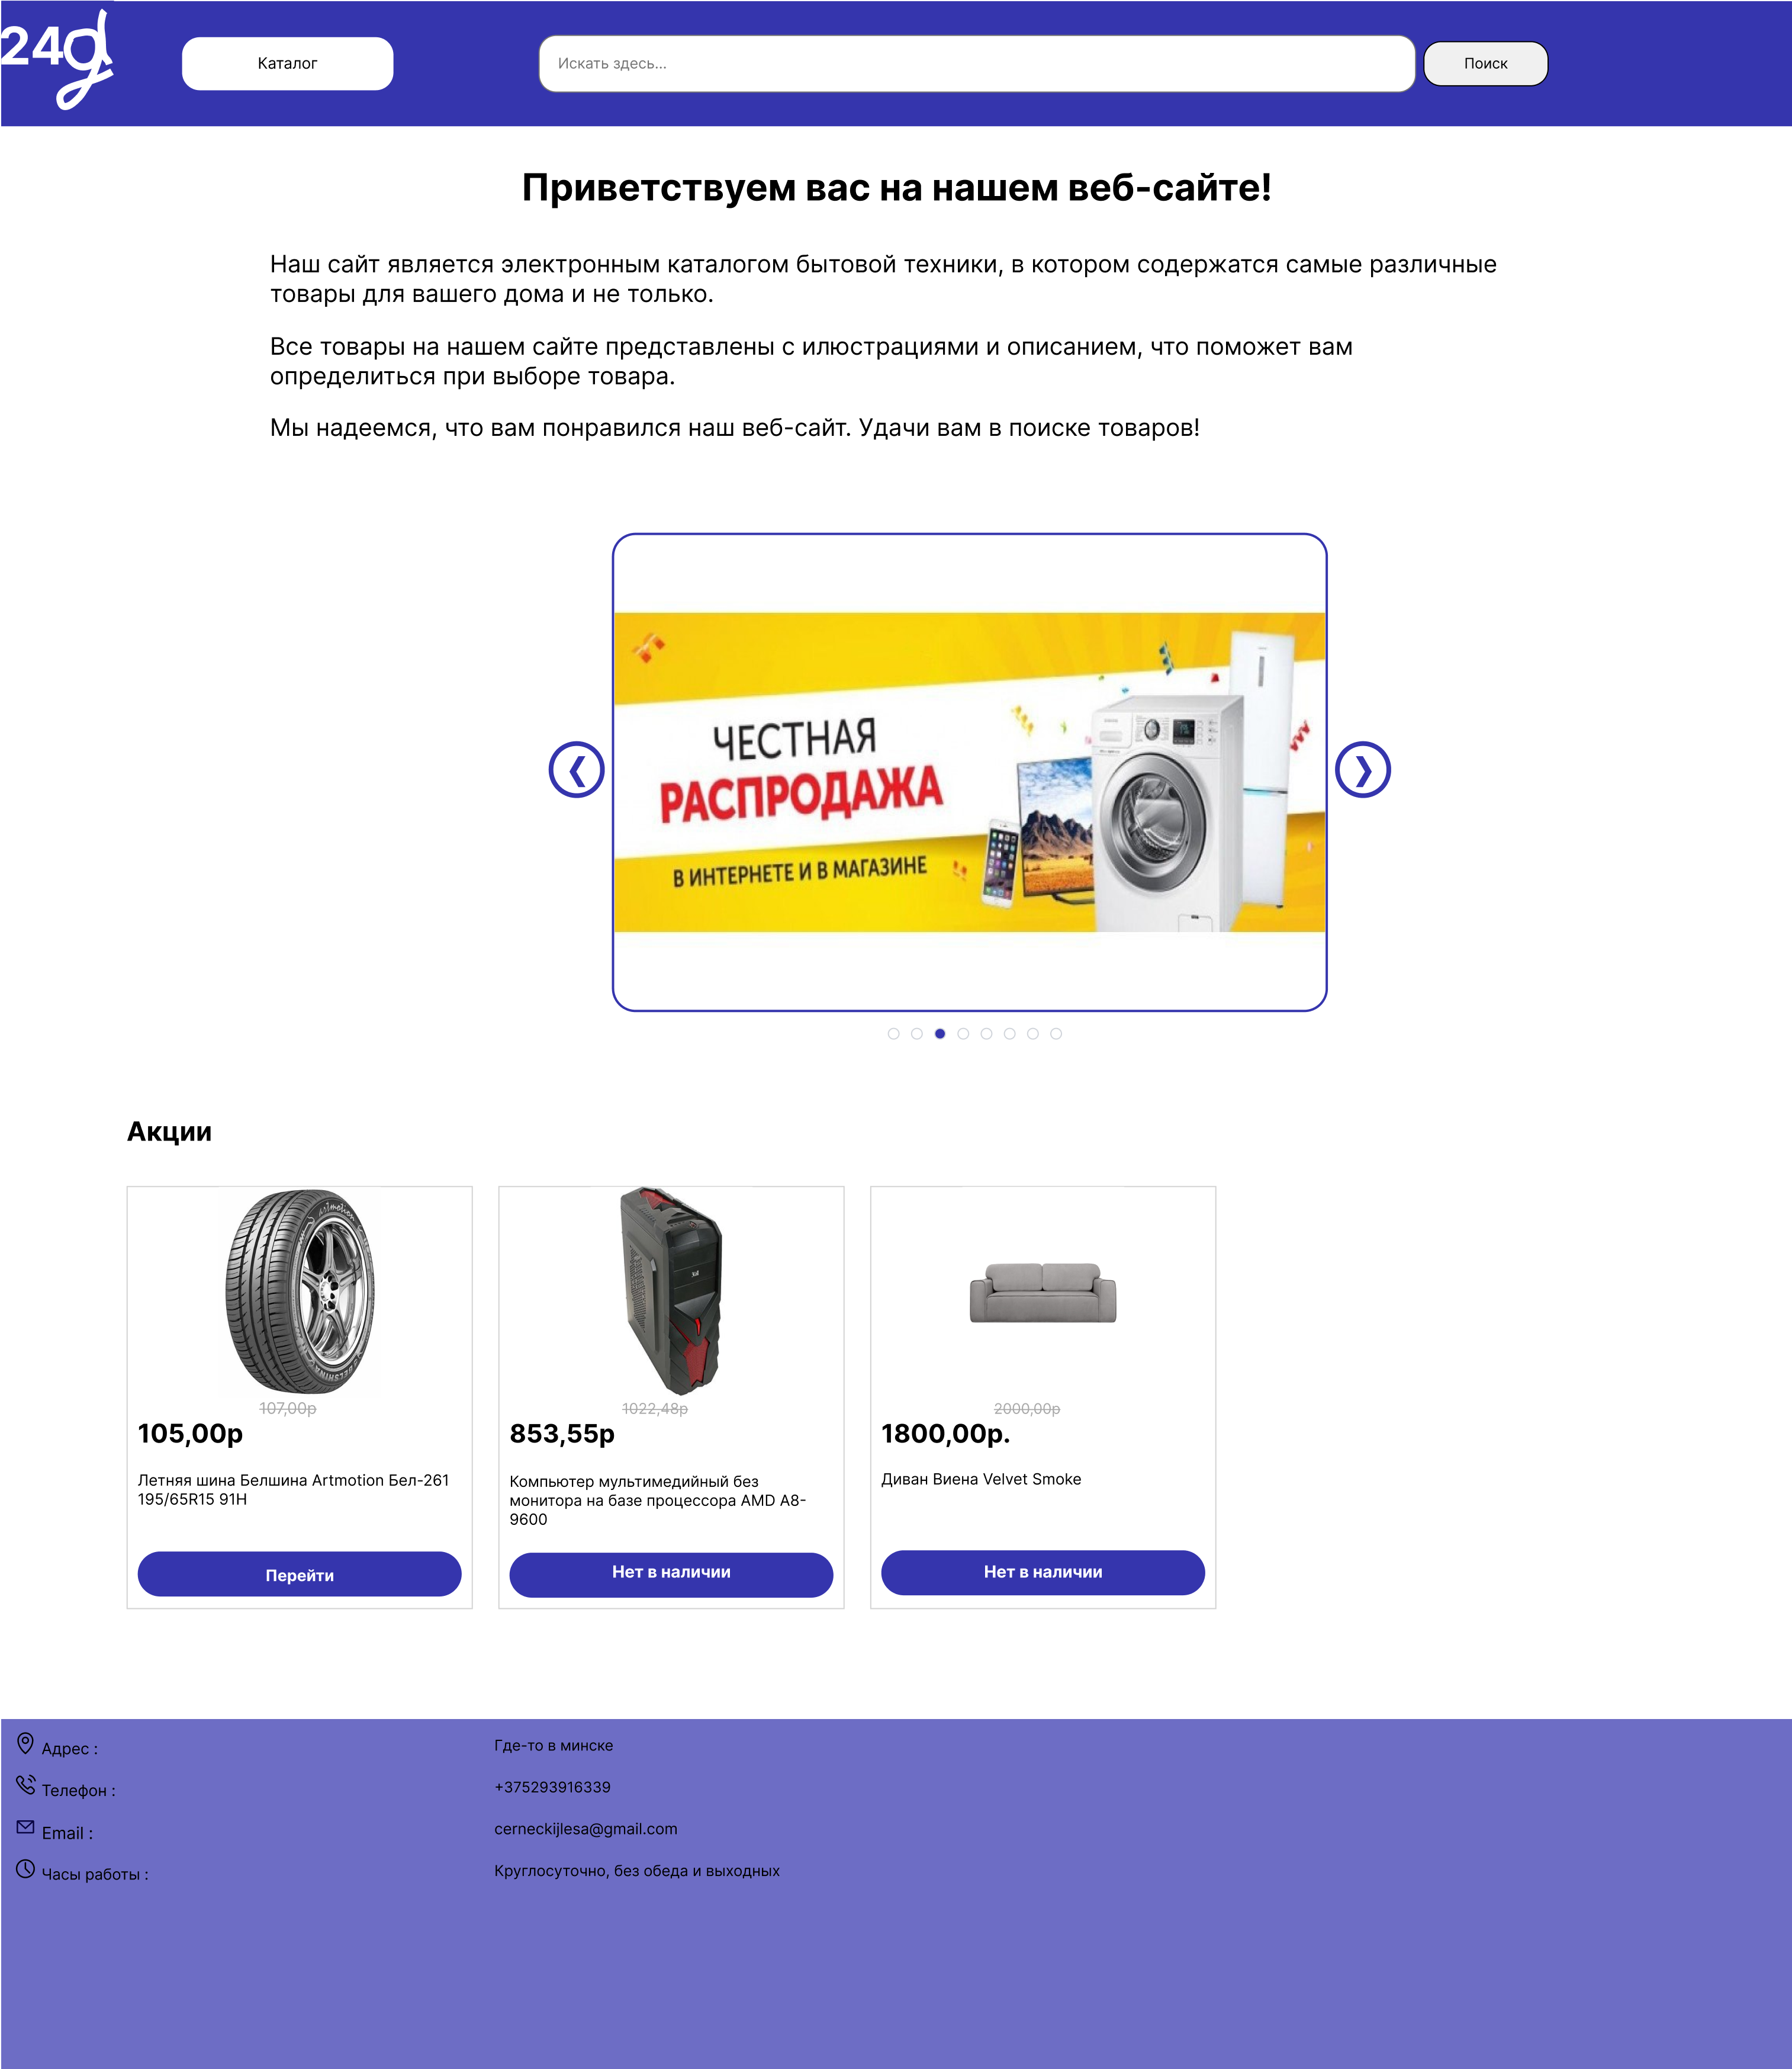 24d
Каталог
Искать здесь...
Поиск
Приветствуем вас на нашем веб-сайте!
Наш сайт является электронным каталогом бытовой техники, в котором содержатся самые различные
товары для вашего дома и не только.
Все товары на нашем сайте представлены с илюстрациями и описанием, что поможет вам
определиться при выборе товара.
Мы надеемся, что вам понравился наш веб-сайт. Удачи вам в поиске товаров!
ЧЕСТНАЯ
РАСПРОДАЖА
В ИНТЕРНЕТЕ И В МАГАЗИНЕ
Акции
artmotion
BELSHINA
107,00р
105,00р
Летняя шина Белшина Artmotion Бел-261
195/65R15 91H
Перейти
1022,48р
853,55р
Компьютер мультимедийный без
монитора на базе процессора AMD A8-
9600
Нет в наличии
2000,00р
1800,00р.
Диван Виена Velvet Smoke
Нет в наличии
Адрес :
Где-то в минске
Телефон :
+375293916339
Email :
cerneckijlesa@gmail.com
Часы работы :
Круглосуточно, без обеда и выходных